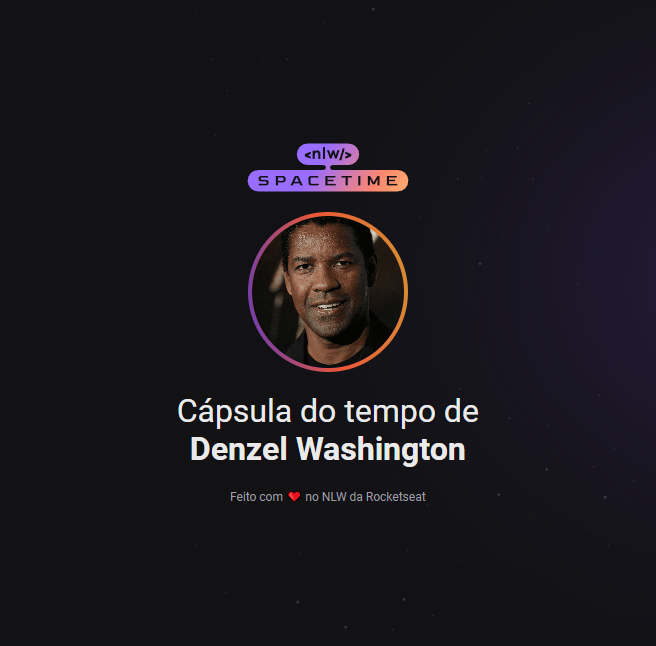 <nlw/>
SPACETIME
Cápsula do tempo de
Denzel Washington
Feito com ❤ no NLW da Rocketseat